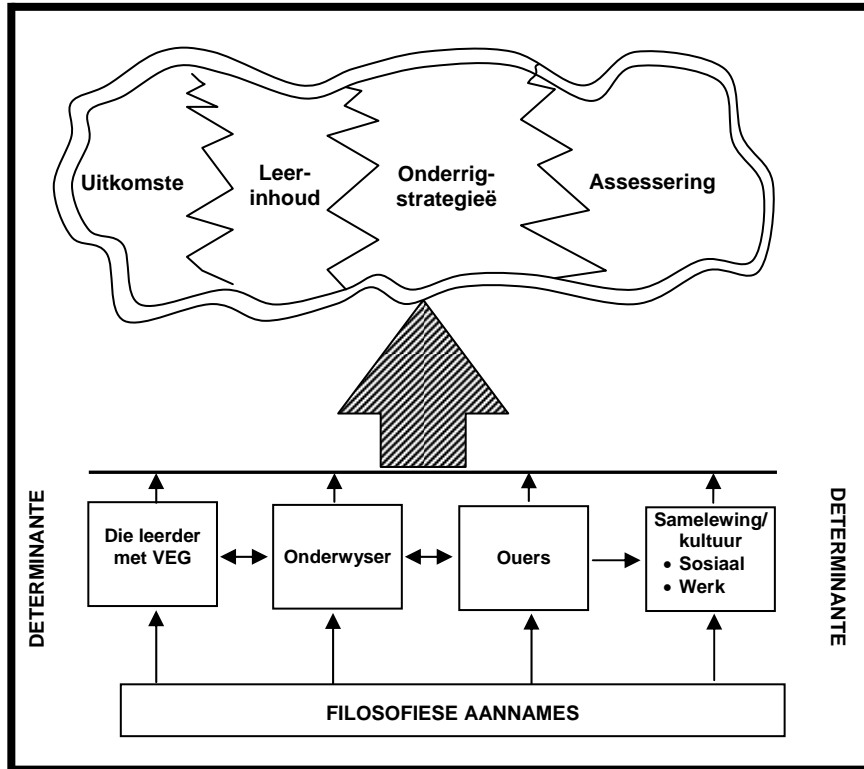 Uitkomste
Leer-
inhoud
Onderrig-
strategieë
Assessering
DETERMINANTE
Die leerder
met VEG
Onderwyser
Ouers
Samelewing/
kultuur
• Sosiaal
• Werk
DETERMINANTE
FILOSOFIESE AANNAMES